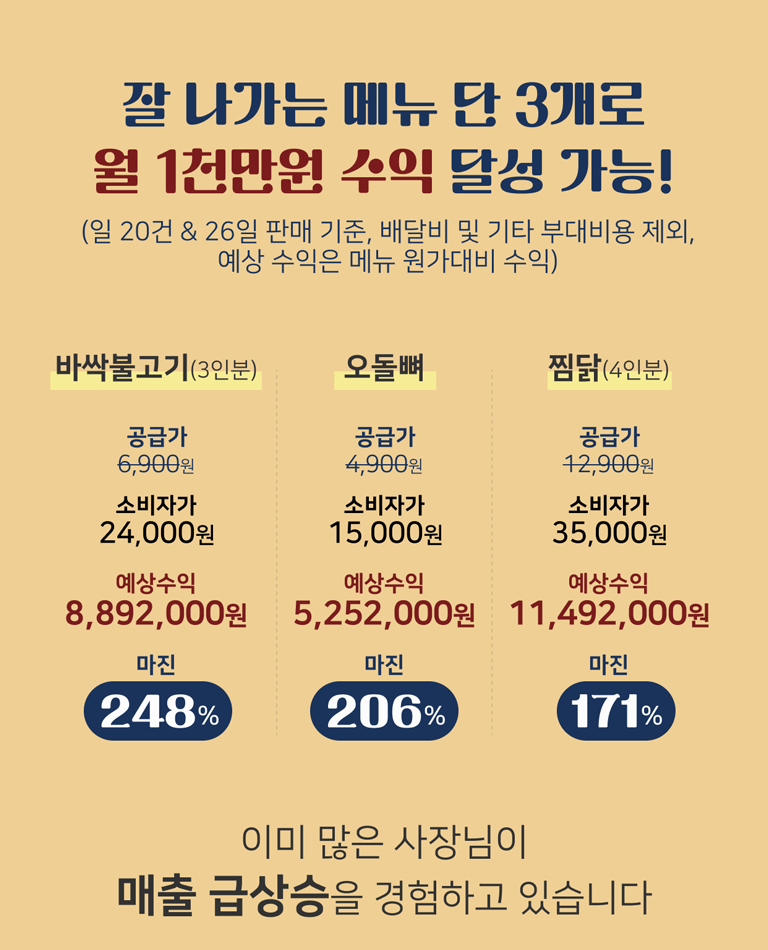 잘 나가는 메뉴 단 3개로
월 1천만원 수익 달성 가능!
(일 20건 & 26일 판매 기준, 배달비 및 기타 부대비용 제외,
예상 수익은 메뉴 원가대비 수익)
바싹불고기(3인분)
공급가
6,900원
소비자가
24,000원
예상수익
8,892,000원
마진
248%
오돌뼈
공급가
4,900원
소비자가
15,000원
예상수익
5,252,000원
마진
206%
찜닭(4인분)
공급가
12,900원
소비자가
35,000원
예상수익
11,492,000원
마진
171%
이미 많은 사장님이
매출 급상승을 경험하고 있습니다